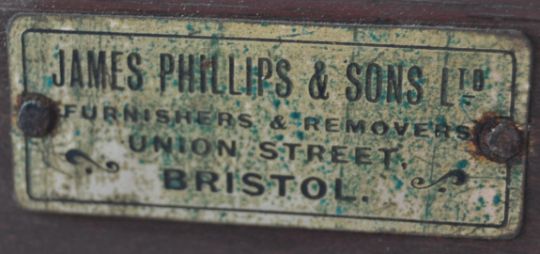 JAMES PHILLIPS & SONS LTD
FURNISHERS & REMOVERS
UNION STREET,
BRISTOL.